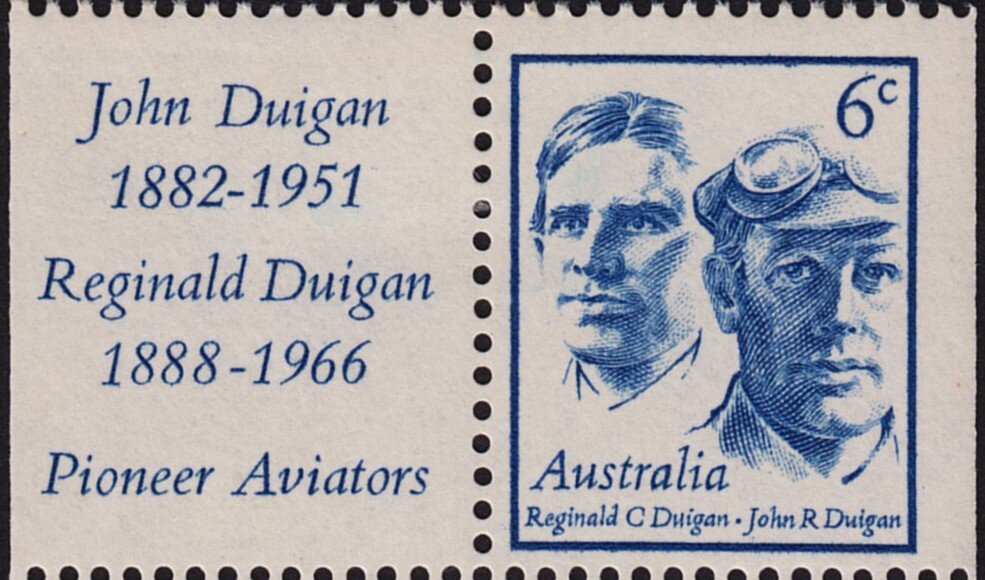 John Duigan
1882-1951
Reginald Duigan
1888-1966
Pioneer Aviators
6c
Australia
Reginald C Duigan · John R Duigan